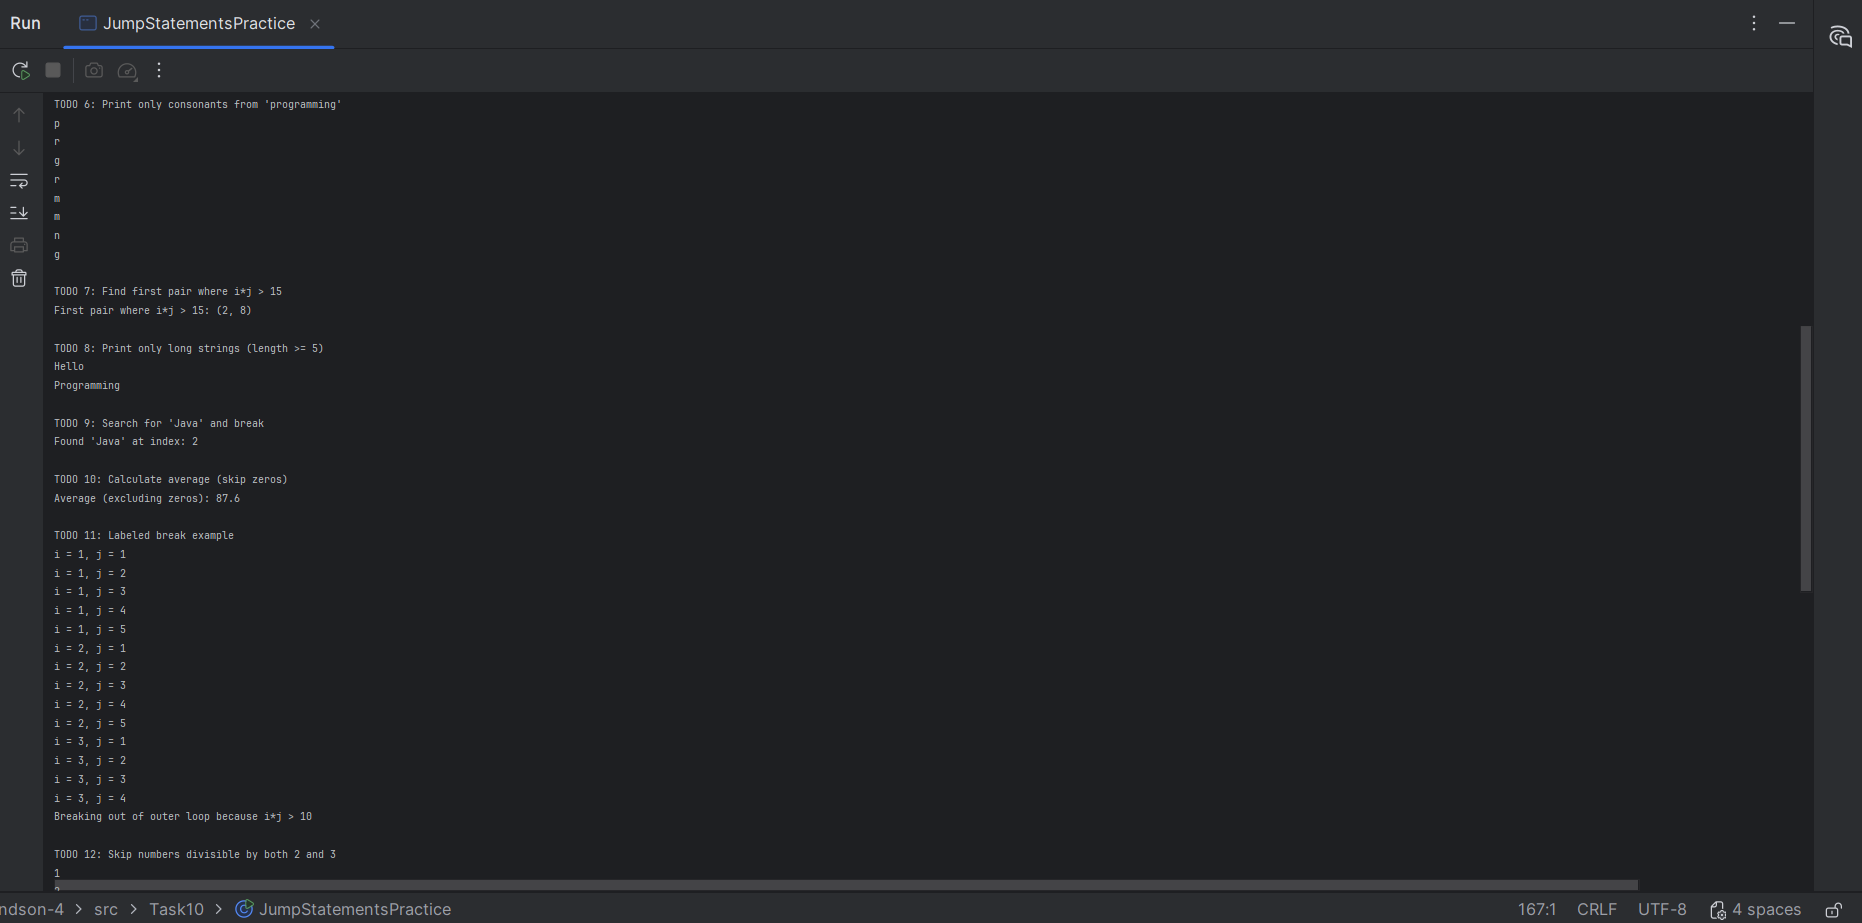 Run JumpStatementsPractice
TODO 6: Print only consonants from 'programming'
p
r
g
r
m
m
n
g
TODO 7: Find first pair where i*j > 15
First pair where i*j > 15: (2, 8)
TODO 8: Print only long strings (length >= 5)
Hello
Programming
TODO 9: Search for 'Java' and break
Found 'Java' at index: 2
TODO 10: Calculate average (skip zeros)
Average (excluding zeros): 87.6
TODO 11: Labeled break example
i = 1, j = 1
i = 1, j = 2
i = 1, j = 3
i = 1, j = 4
i = 1, j = 5
i = 2, j = 1
i = 2, j = 2
i = 2, j = 3
i = 2, j = 4
i = 2, j = 5
i = 3, j = 1
i = 3, j = 2
i = 3, j = 3
i = 3, j = 4
Breaking out of outer loop because i*j > 10
TODO 12: Skip numbers divisible by both 2 and 3
1
ndson-4 > src > Task10 > JumpStatementsPractice 167:1 CRLF UTF-8 4 spaces